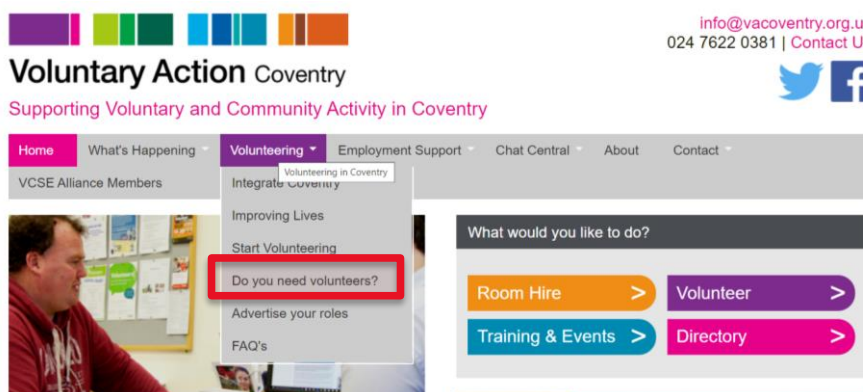 info@vacoventry.org.u
024 7622 0381 | Contact U
Voluntary Action Coventry
Supporting Voluntary and Community Activity in Coventry
Home What's Happening Volunteering Employment Support Chat Central About Contact
VCSE Alliance Members
Volunteering in Coventry
Integrate Coventry
Improving Lives
Start Volunteering
Do you need volunteers?
Advertise your roles
FAQ's
What would you like to do?
Room Hire >
Volunteer >
Training & Events >
Directory >